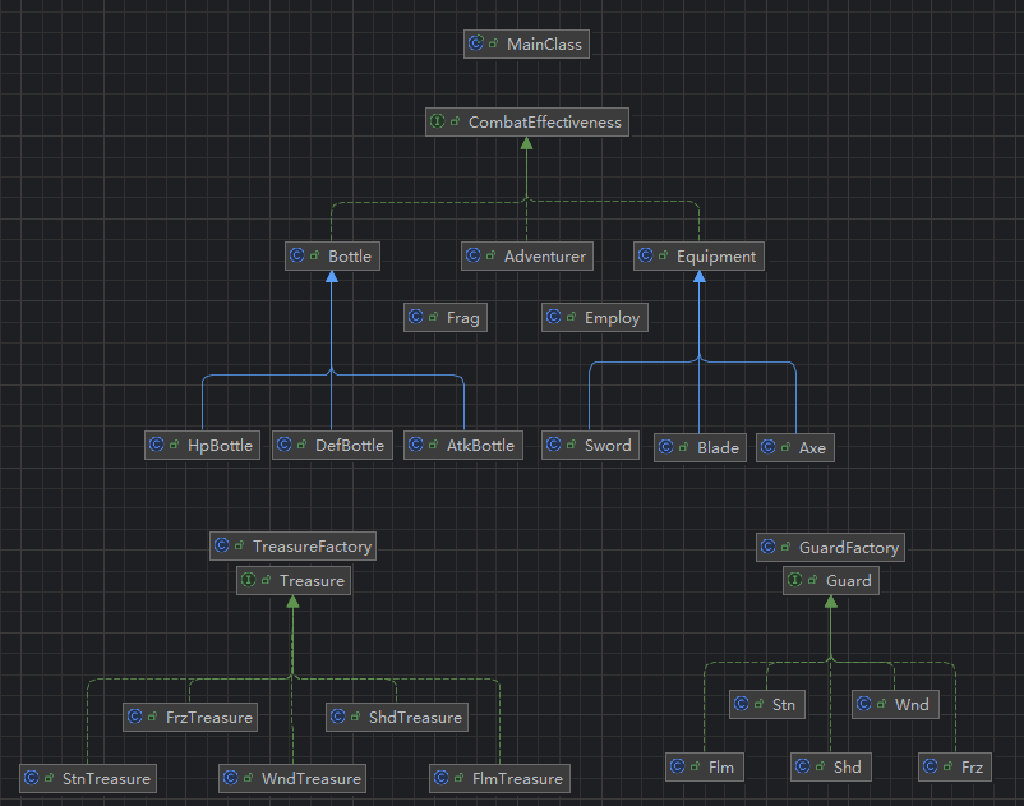 MainClass
CombatEffectiveness
Bottle
Adventurer
Equipment
Frag
Employ
HpBottle
DefBottle
AtkBottle
Sword
Blade
Axe
TreasureFactory
GuardFactory
Treasure
Guard
Stn
Wnd
FrzTreasure
ShdTreasure
Flm
Shd
Frz
StnTreasure
WndTreasure
FlmTreasure